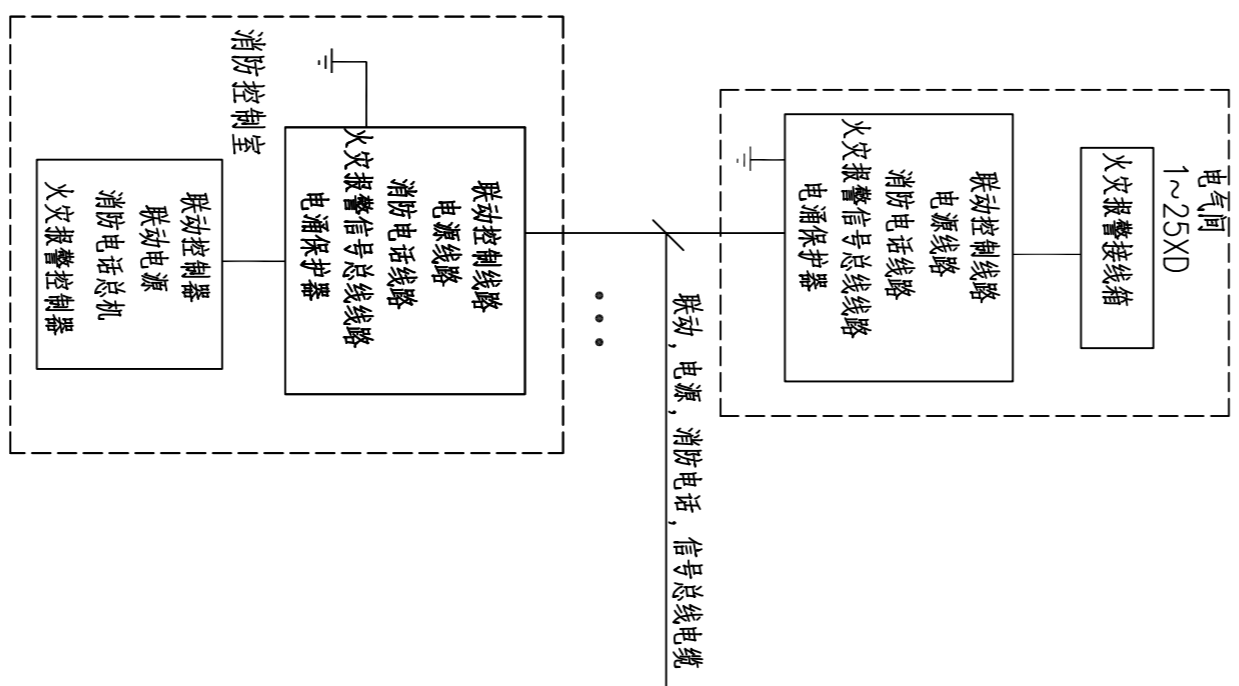 电气间
1~25XD
火灾报警接线箱
联动控制线路
电源线路
消防电话线路
火灾报警信号总线线路
电涌保护器
联动,电源,消防电话,信号总线电缆
联动控制线路
电源线路
消防电话线路
火灾报警信号总线线路
电涌保护器
消防控制室
联动控制器
联动电源
消防电话总机
火灾报警控制器